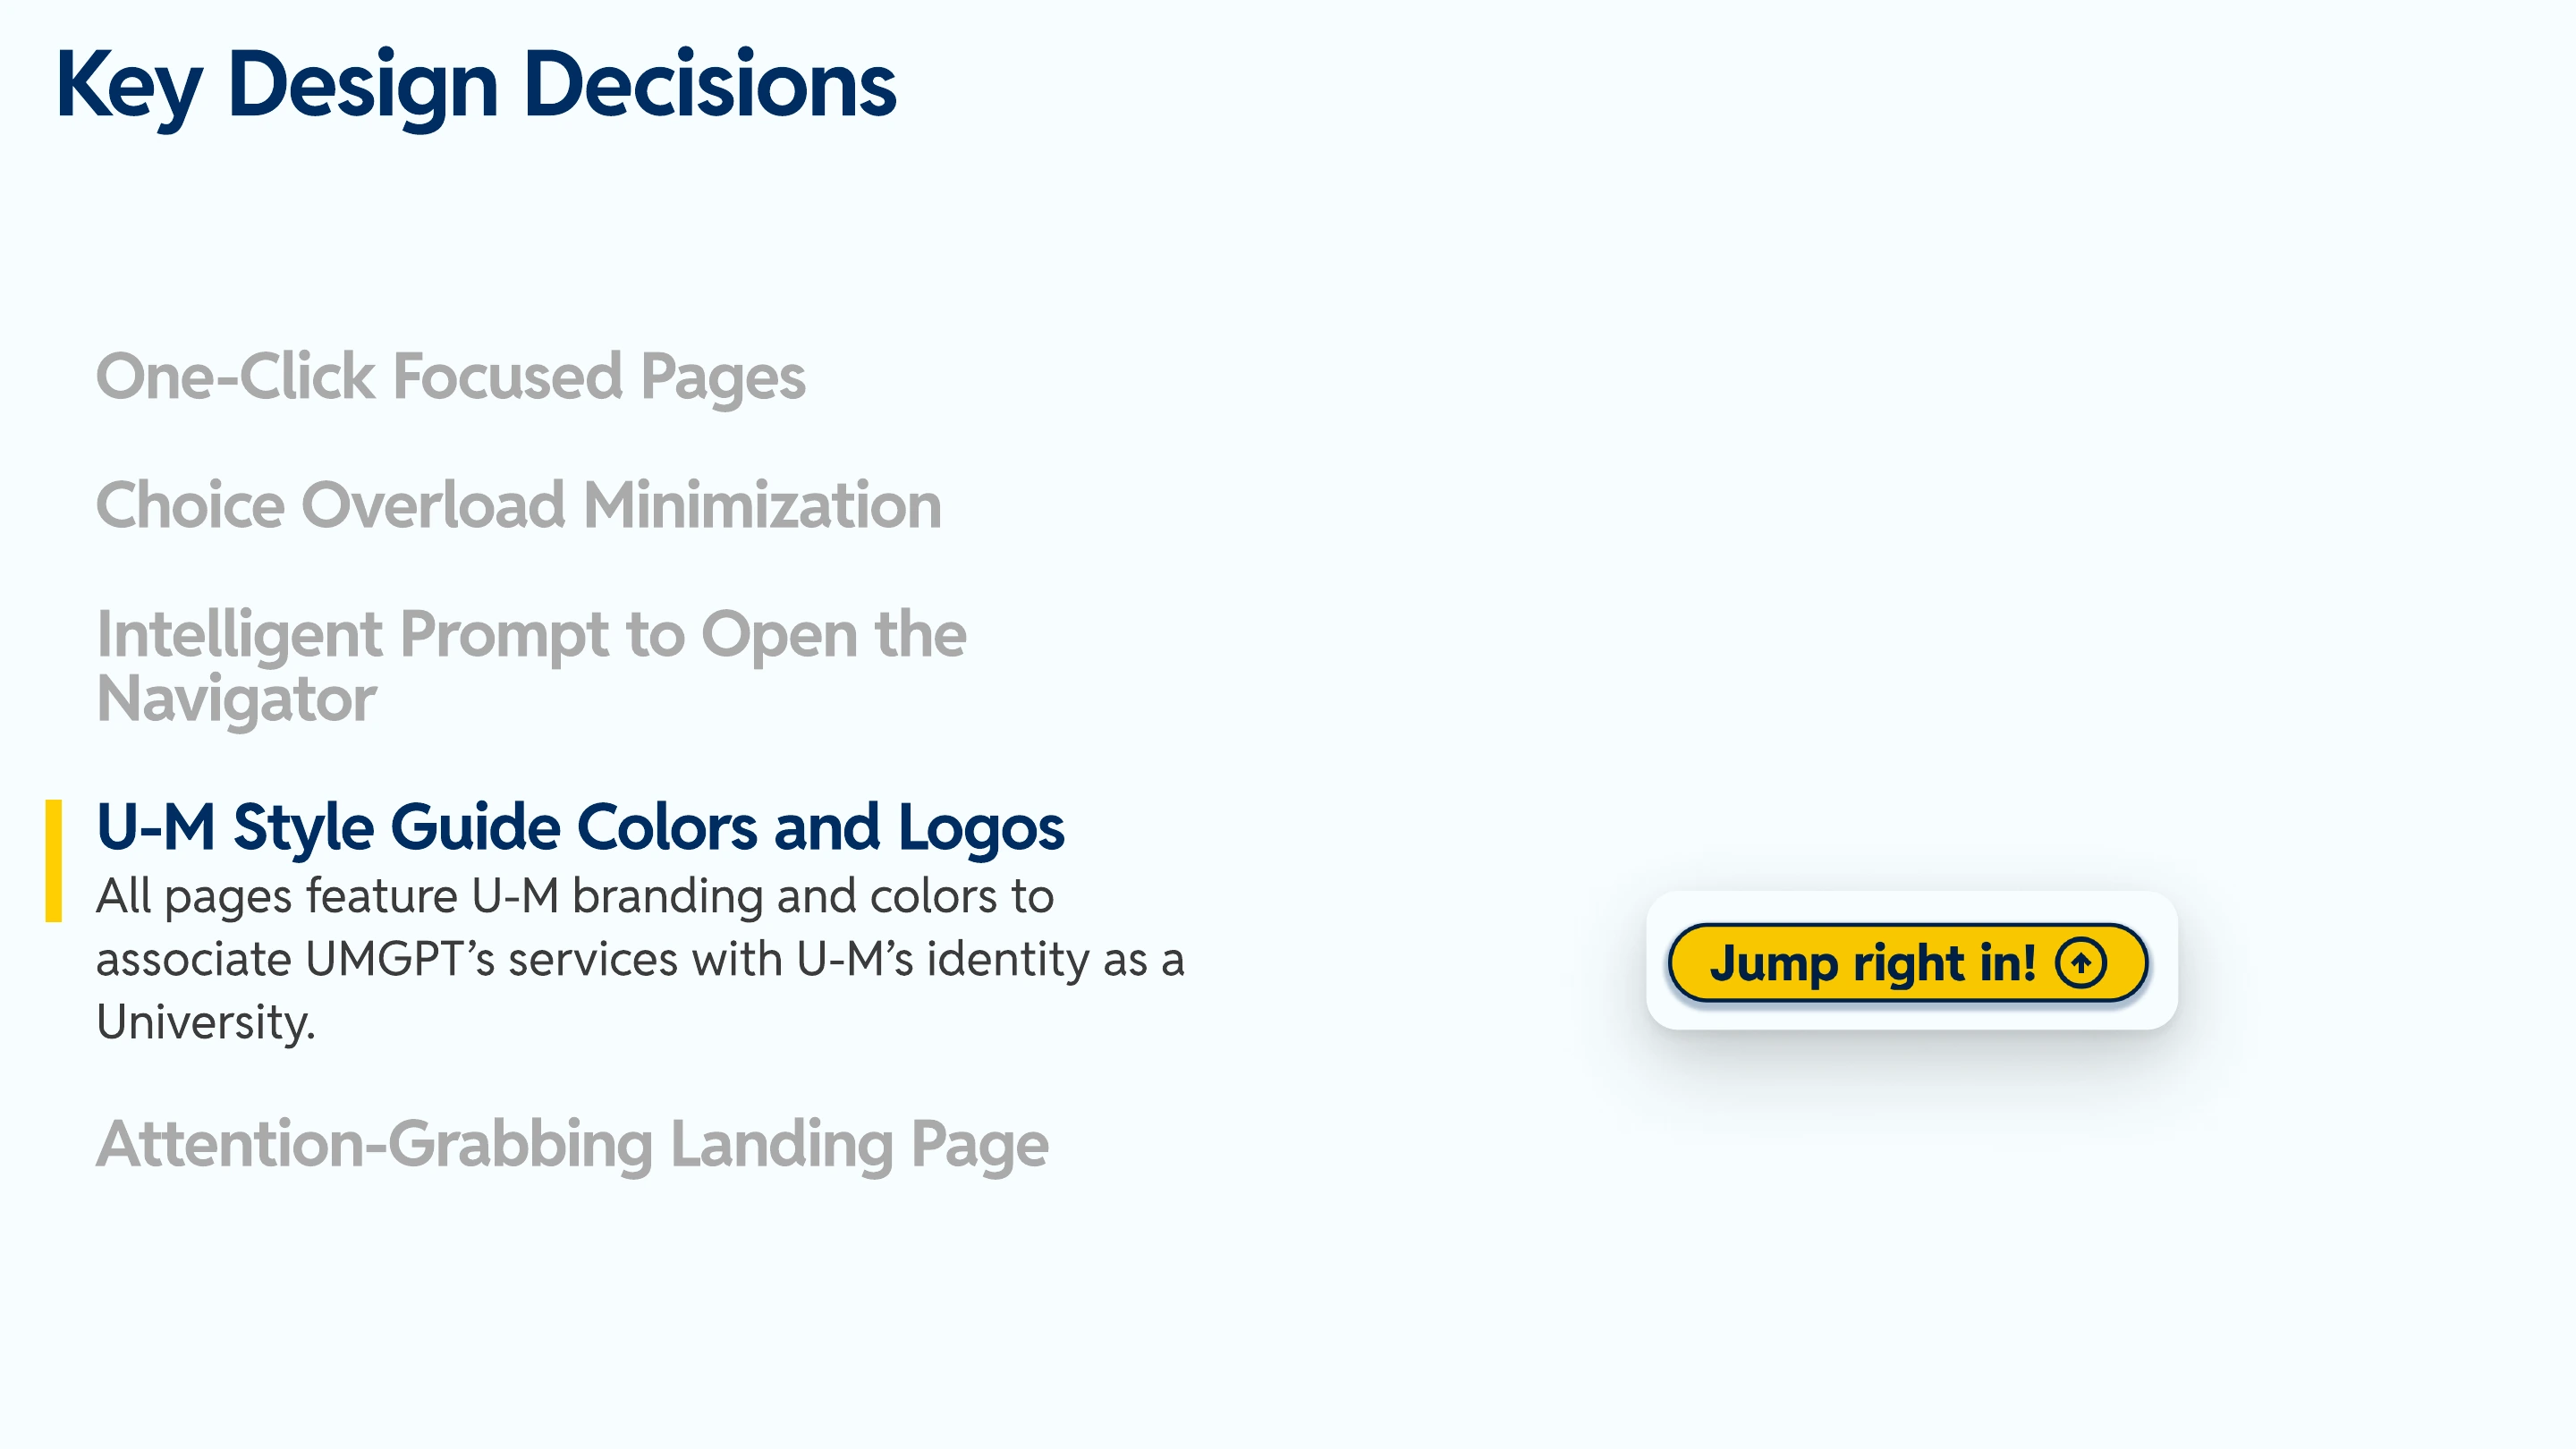 Key Design Decisions
One-Click Focused Pages
Choice Overload Minimization
Intelligent Prompt to Open the
Navigator
U-M Style Guide Colors and Logos
All pages feature U-M branding and colors to
associate UMGPT’s services with U-M’s identity as a
University.
Jump right in!
Attention-Grabbing Landing Page